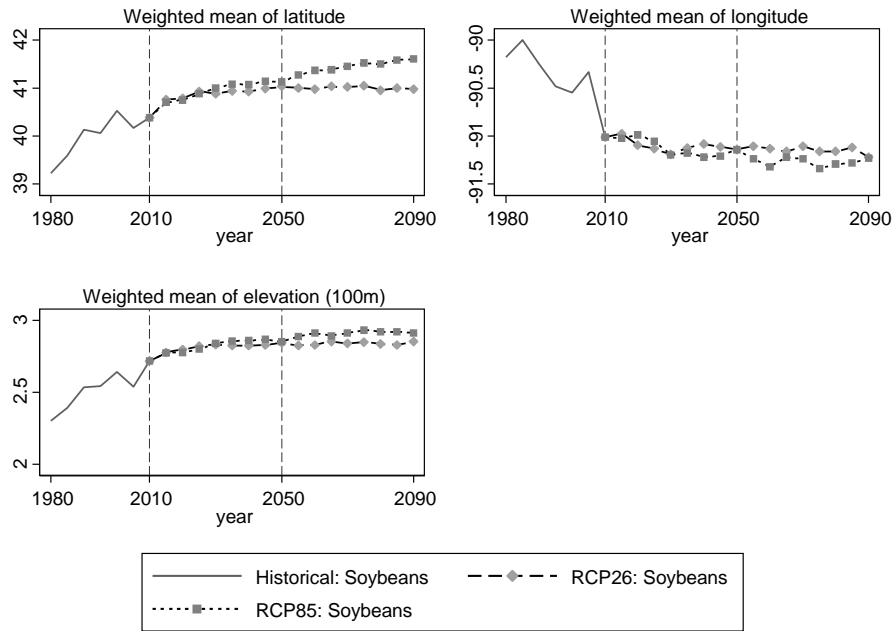 Weighted mean of latitude
42
41
40
39
1980 2010 2050 2090
year
Weighted mean of longitude
-90
-90.5
-91
-91.5
1980 2010 2050 2090
year
Weighted mean of elevation (100m)
3
2.5
2
1980 2010 2050 2090
year
Historical: Soybeans RCP26: Soybeans
RCP85: Soybeans